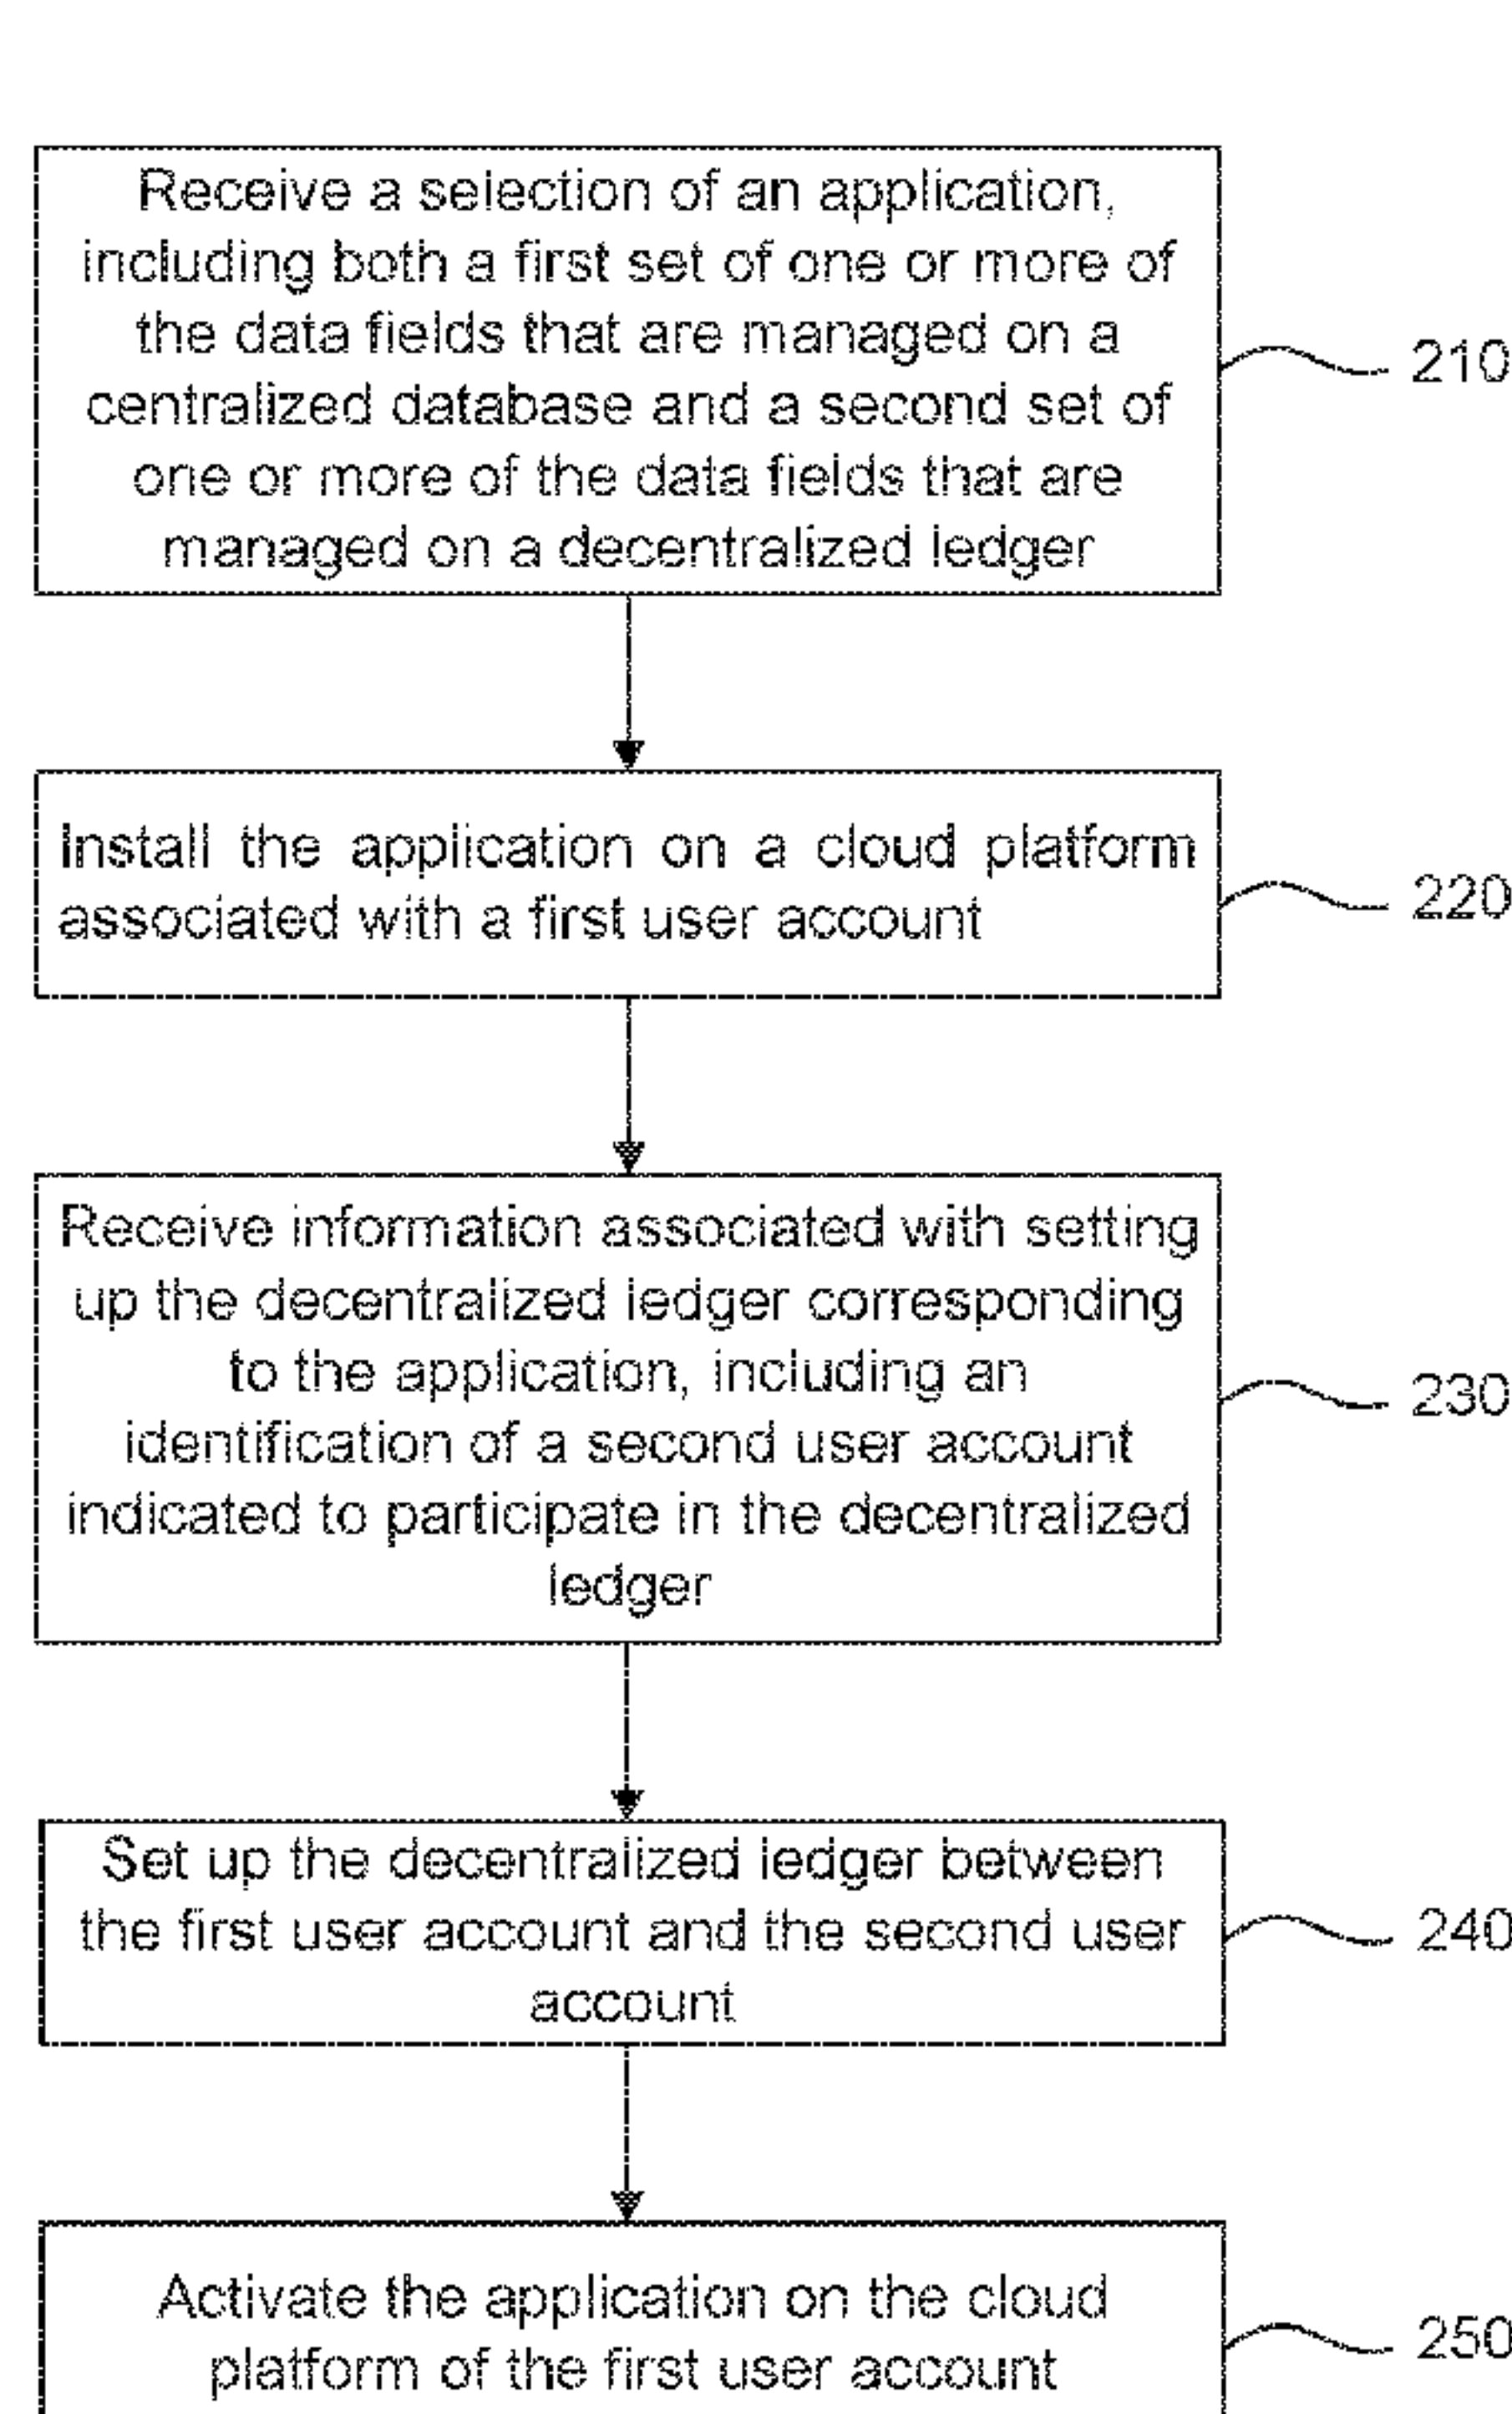 Receive a selection of an application,
including both a first set of one or more of
the data fields that are managed on a
centralized database and a second set of
one or more of the data fields that are
managed on a decentralized ledger
210
Install the application on a cloud platform
associated with a first user account
220
Receive information associated with setting
up the decentralized ledger corresponding
to the application, including an
identification of a second user account
indicated to participate in the decentralized
ledger
230
Set up the decentralized ledger between
the first user account and the second user
account
240
Activate the application on the cloud
platform of the first user account
250